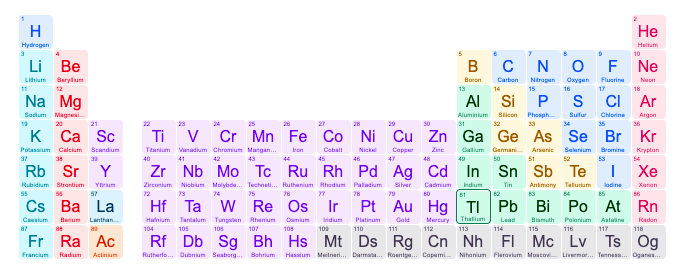 1 2
H He
Hydrogen Helium
3 4 5 6 7 8 9 10
Li Be B C N O F Ne
Lithium Beryllium Boron Carbon Nitrogen Oxygen Fluorine Neon
11 12 13 14 15 16 17 18
Na Mg Al Si P S Cl Ar
Sodium Magnesi... Aluminium Silicon Phosph... Sulfur Chlorine Argon
19 20 21 22 23 24 25 26 27 28 29 30 31 32 33 34 35 36
K Ca Sc Ti V Cr Mn Fe Co Ni Cu Zn Ga Ge As Se Br Kr
Potassium Calcium Scandium Titanium Vanadium Chromium Mangan... Iron Cobalt Nickel Copper Zinc Gallium Germani... Arsenic Selenium Bromine Krypton
37 38 39 40 41 42 43 44 45 46 47 48 49 50 51 52 53 54
Rb Sr Y Zr Nb Mo Tc Ru Rh Pd Ag Cd In Sn Sb Te I Xe
Rubidium Strontium Yttrium Zirconium Niobium Molybde... Techneti... Ruthenium Rhodium Palladium Silver Cadmium Indium Tin Antimony Tellurium Iodine Xenon
55 56 57 72 73 74 75 76 77 78 79 80 81 82 83 84 85 86
Cs Ba La Hf Ta W Re Os Ir Pt Au Hg Tl Pb Bi Po At Rn
Caesium Barium Lanthan... Hafnium Tantalum Tungsten Rhenium Osmium Iridium Platinum Gold Mercury Thallium Lead Bismuth Polonium Astatine Radon
87 88 89 104 105 106 107 108 109 110 111 112 113 114 115 116 117 118
Fr Ra Ac Rf Db Sg Bh Hs Mt Ds Rg Cn Nh Fl Mc Lv Ts Og
Francium Radium Actinium Rutherfo... Dubnium Seaborg... Bohrium Hassium Meitneri... Darmsta... Roentge... Coperni... Nihonium Flerovium Moscovi... Livermor... Tenness... Oganes...